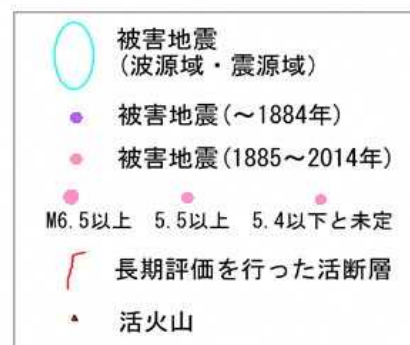 被害地震
(波源域・震源域)
被害地震(～1884年)
被害地震(1885～2014年)
M6.5以上 5.5以上 5.4以下と未定
長期評価を行った活断層
活火山